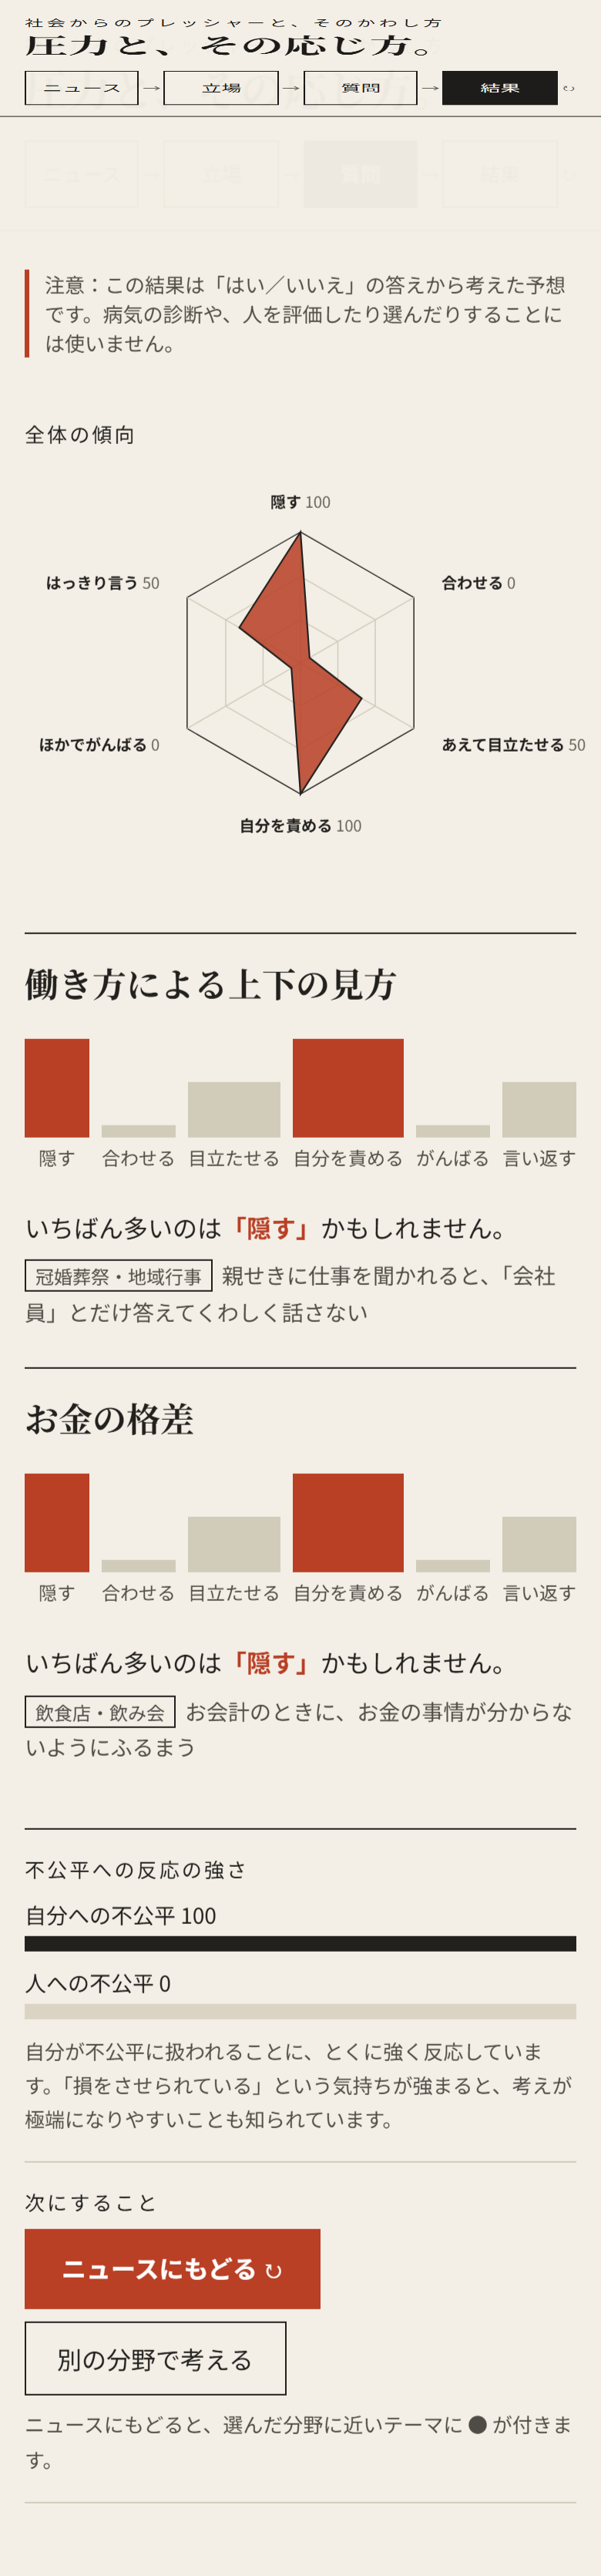 社会からのプレッシャーと、そのかわし方
圧力と、その応じ方。
ニュース → 立場 → 質問 → 結果 ↻
注意：この結果は「はい／いいえ」の答えから考えた予想
です。病気の診断や、人を評価したり選んだりすることに
は使いません。
全体の傾向
隠す 100
はっきり言う 50
合わせる 0
ほかでがんばる 0
あえて目立たせる 50
自分を責める 100
働き方による上下の見方
隠す 合わせる 目立たせる 自分を責める がんばる 言い返す
いちばん多いのは「隠す」かもしれません。
冠婚葬祭・地域行事 親せきに仕事を聞かれると、「会社
員」とだけ答えてくわしく話さない
お金の格差
隠す 合わせる 目立たせる 自分を責める がんばる 言い返す
いちばん多いのは「隠す」かもしれません。
飲食店・飲み会 お会計のときに、お金の事情が分からな
いようにふるまう
不公平への反応の強さ
自分への不公平 100
人への不公平 0
自分が不公平に扱われることに、とくに強く反応していま
す。「損をさせられている」という気持ちが強まると、考えが
極端になりやすいことも知られています。
次にすること
ニュースにもどる ↻
別の分野で考える
ニュースにもどると、選んだ分野に近いテーマに ● が付きま
す。